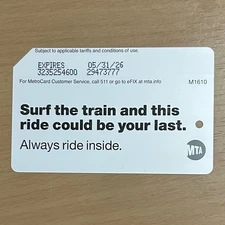 Subject to applicable tariffs and conditions of use.
EXPIRES 05/31/26
3235254600 29473777
For MetroCard Customer Service, call 511 or go to eFIX at mta.info M1610
Surf the train and this
ride could be your last.
Always ride inside.
MTA